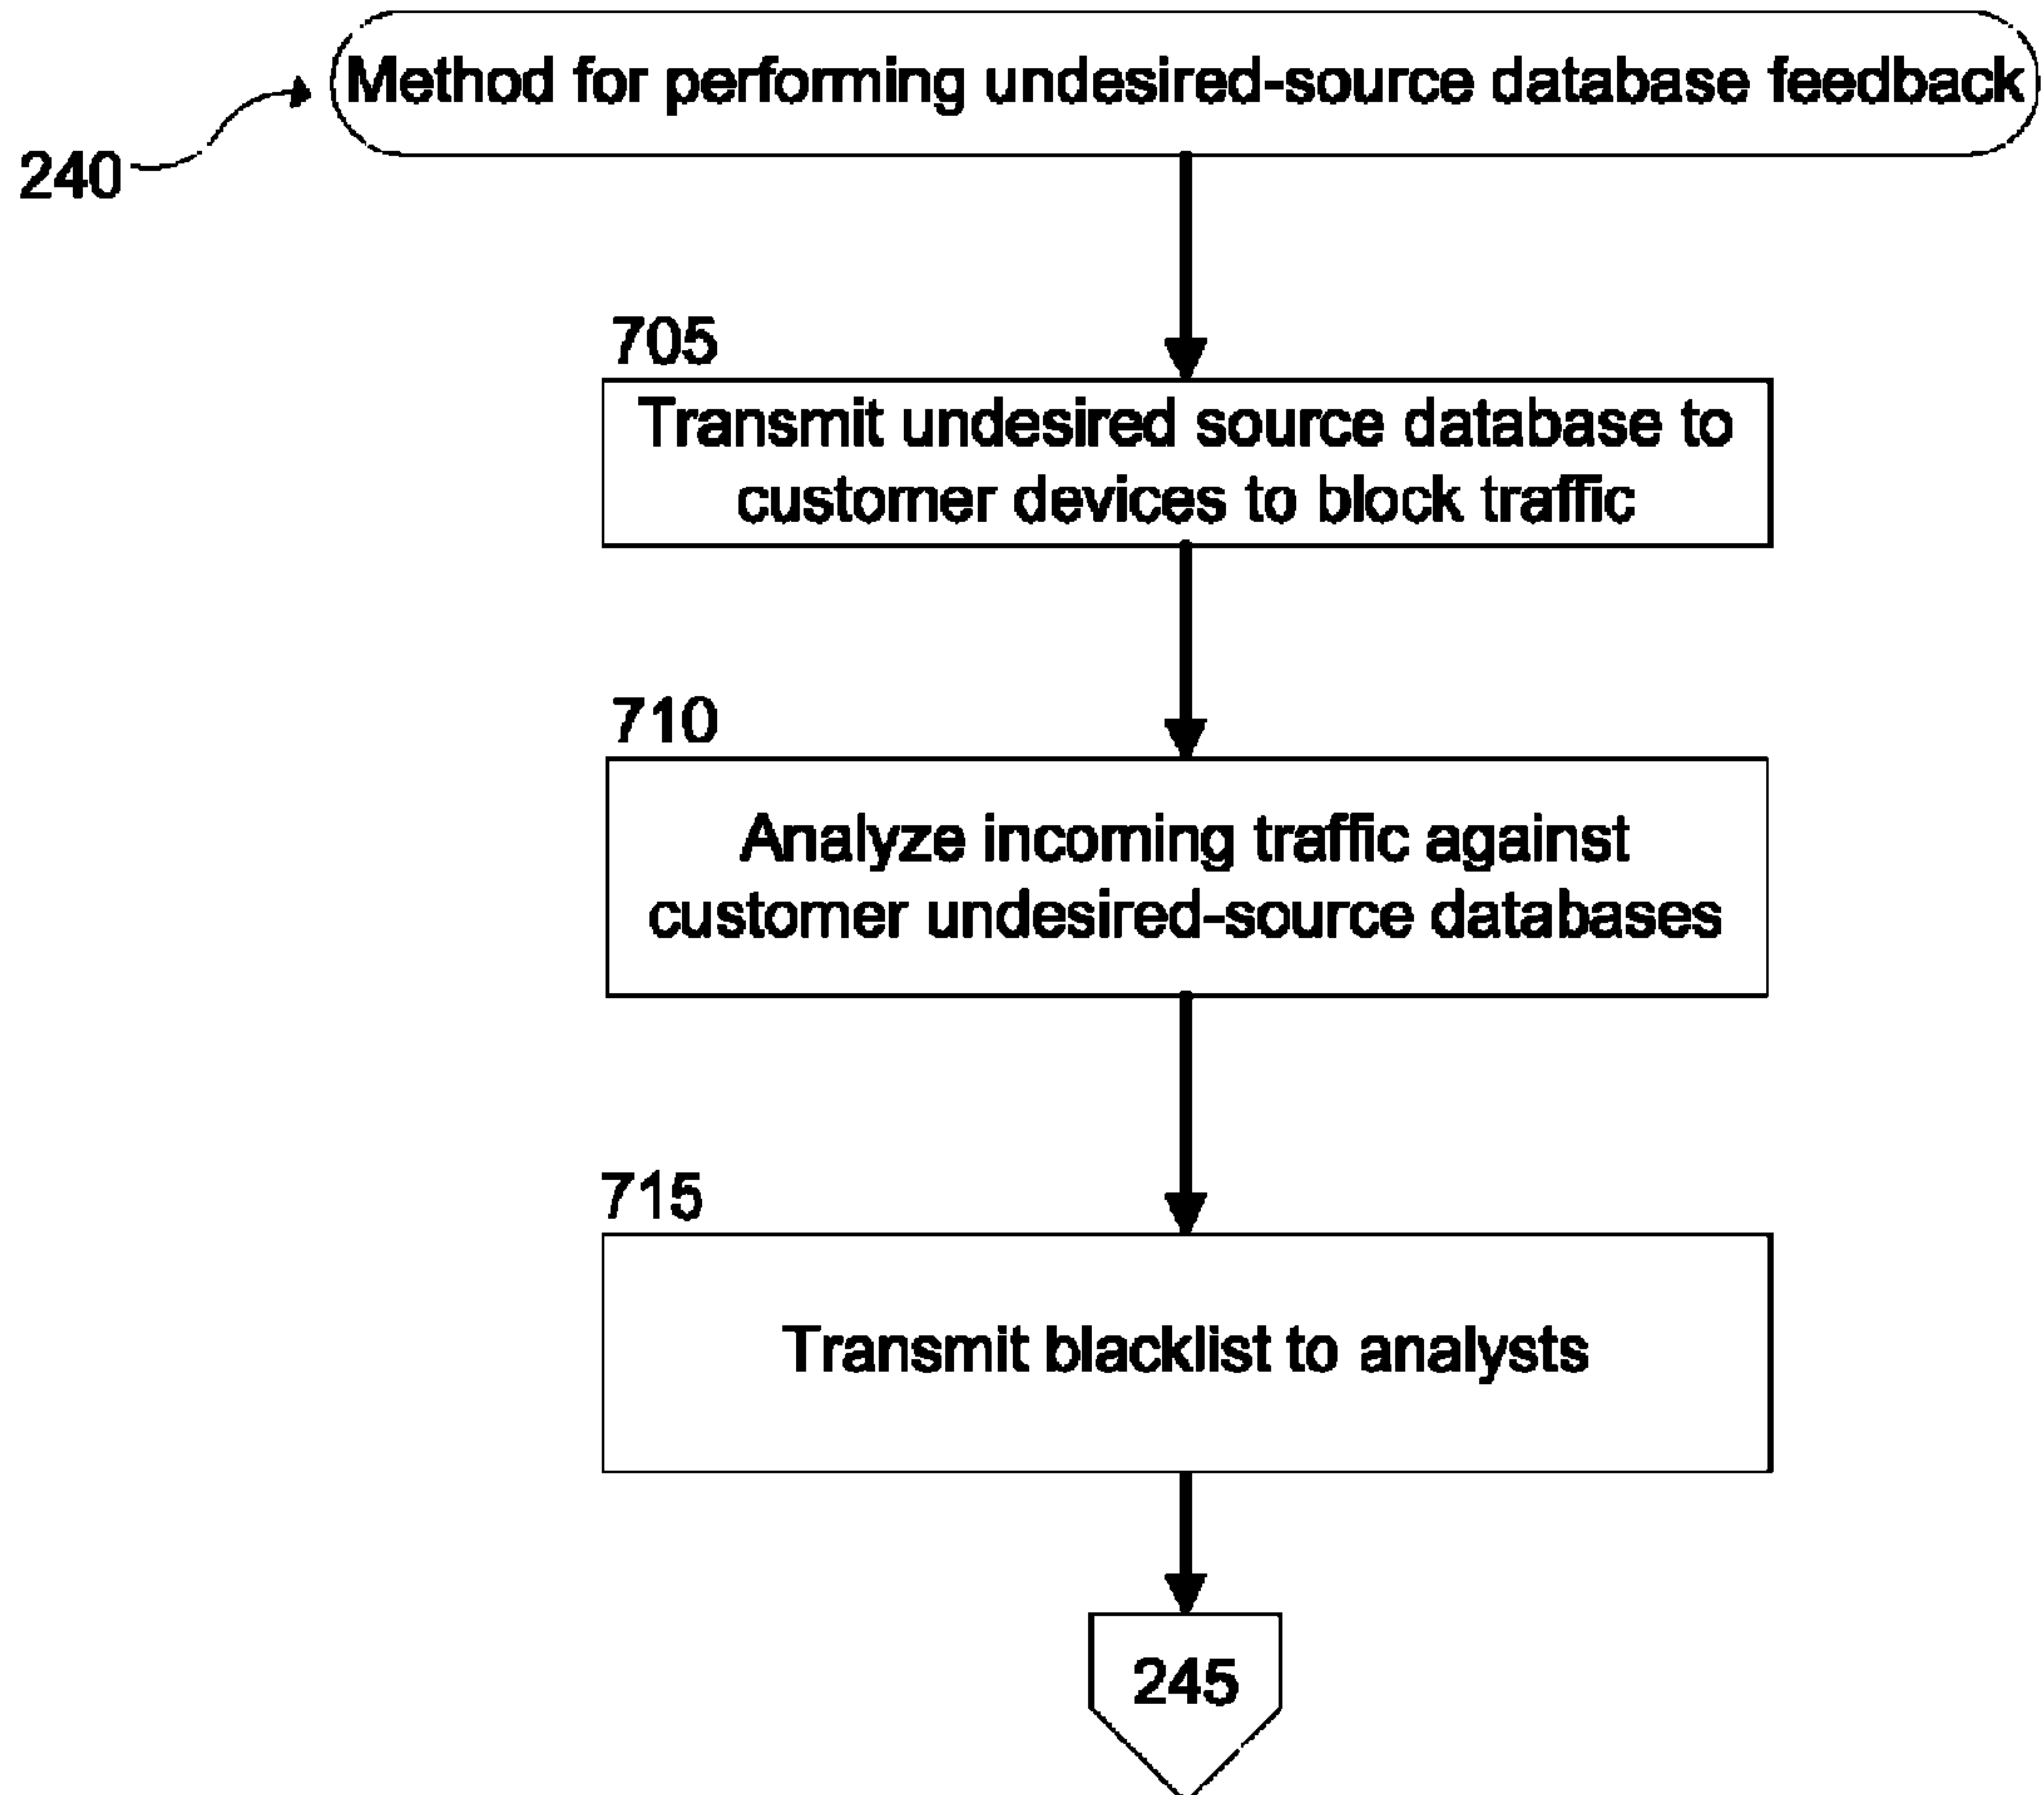 Method for performing undesired-source database feedback
240
705
Transmit undesired source database to
customer devices to block traffic
710
Analyze incoming traffic against
customer undesired-source databases
715
Transmit blacklist to analysts
245